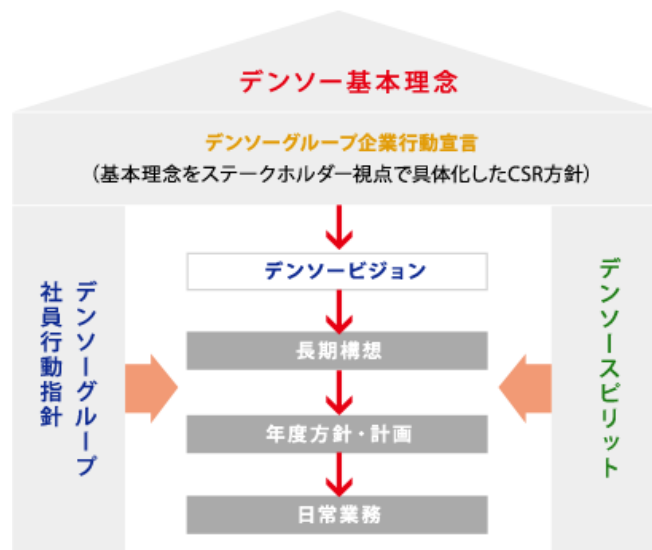 デンソー基本理念
デンソーグループ企業行動宣言
(基本理念をステークホルダー視点で具体化したCSR方針)
デンソービジョン
長期構想
年度方針・計画
日常業務
デンソーグループ
社員行動指針
デンソースピリット